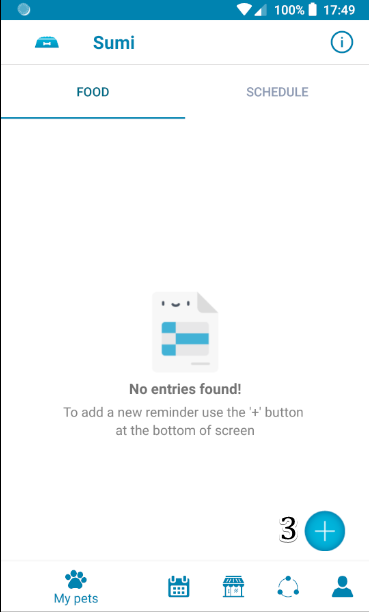 100% 17:49
Sumi
FOOD SCHEDULE
No entries found!
To add a new reminder use the '+' button
at the bottom of screen
3
My pets